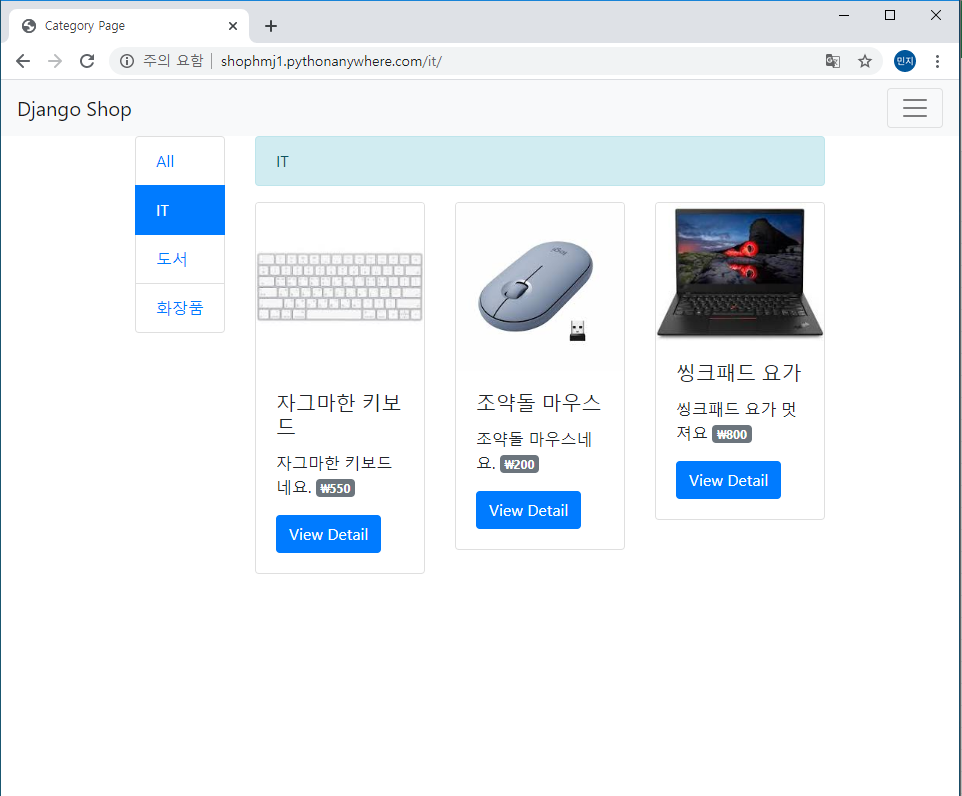 Category Page
주의 요함
shophmj1.pythonanywhere.com/it/
민지
Django Shop
All
IT
도서
화장품
IT
자그마한 키보
드
자그마한 키보드
네요. ₩550
View Detail
조약돌 마우스
조약돌 마우스네
요. ₩200
View Detail
씽크패드 요가
씽크패드 요가 멋
져요 ₩800
View Detail